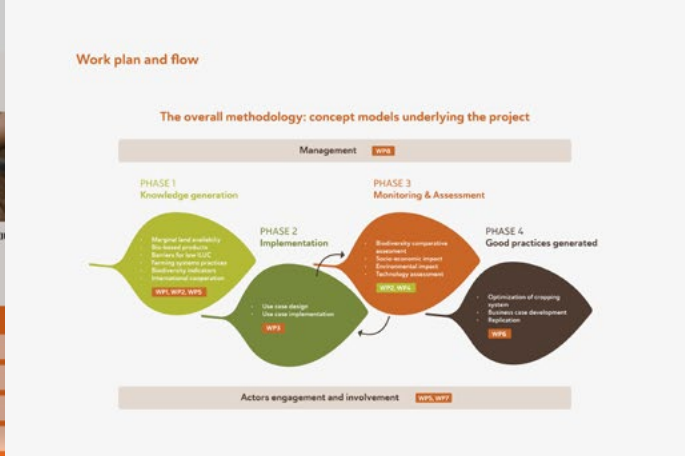 Work plan and flow
The overall methodology: concept models underlying the project
Management WP8
PHASE 1
Knowledge generation
• Marginal land availability
• Bio-based products
• Barriers for low iLUC
• Farming systems practices
• Biodiversity indicators
• International cooperation
WP1, WP2, WP5
PHASE 2
Implementation
• Use case design
• Use case implementation
WP3
PHASE 3
Monitoring & Assessment
• Biodiversity comparative
assessment
• Socio-economic impact
• Environmental impact
• Technology assessment
WP2, WP4
PHASE 4
Good practices generated
• Optimization of cropping
system
• Business case development
• Replication
WP6
Actors engagement and involvement WP5, WP7